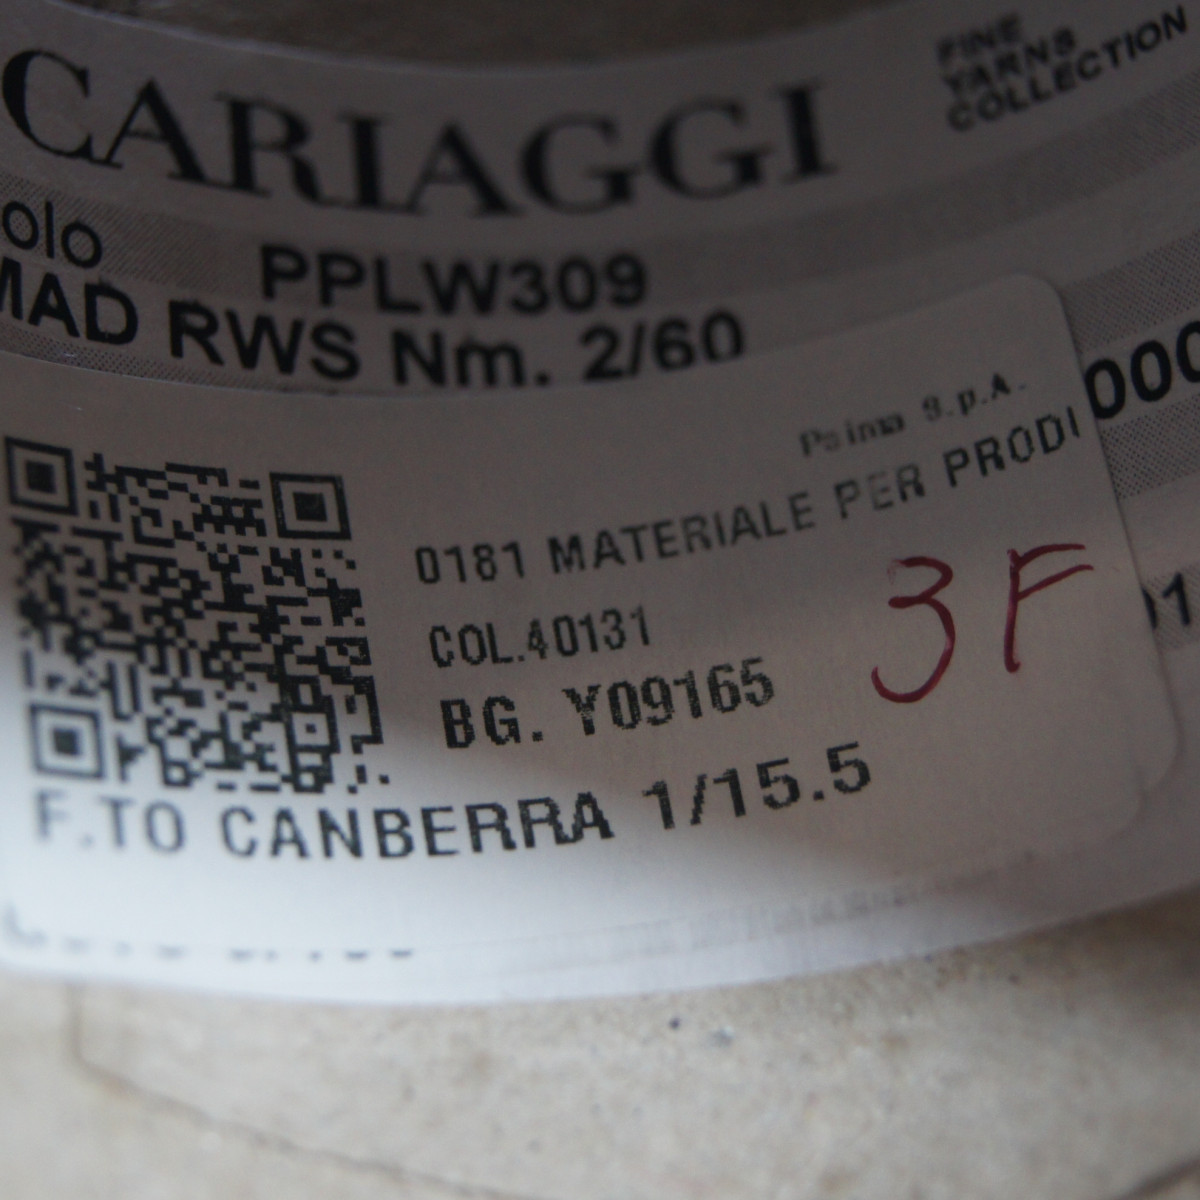 CARIAGGI
FINE
YARNS
COLLECTION
olo PPLW309
MAD RWS Nm. 2/60
000
S.p.A.
0181 MATERIALE PER PRODI
COL.40131
BG. Y09165
3F
F.TO CANBERRA 1/15.5